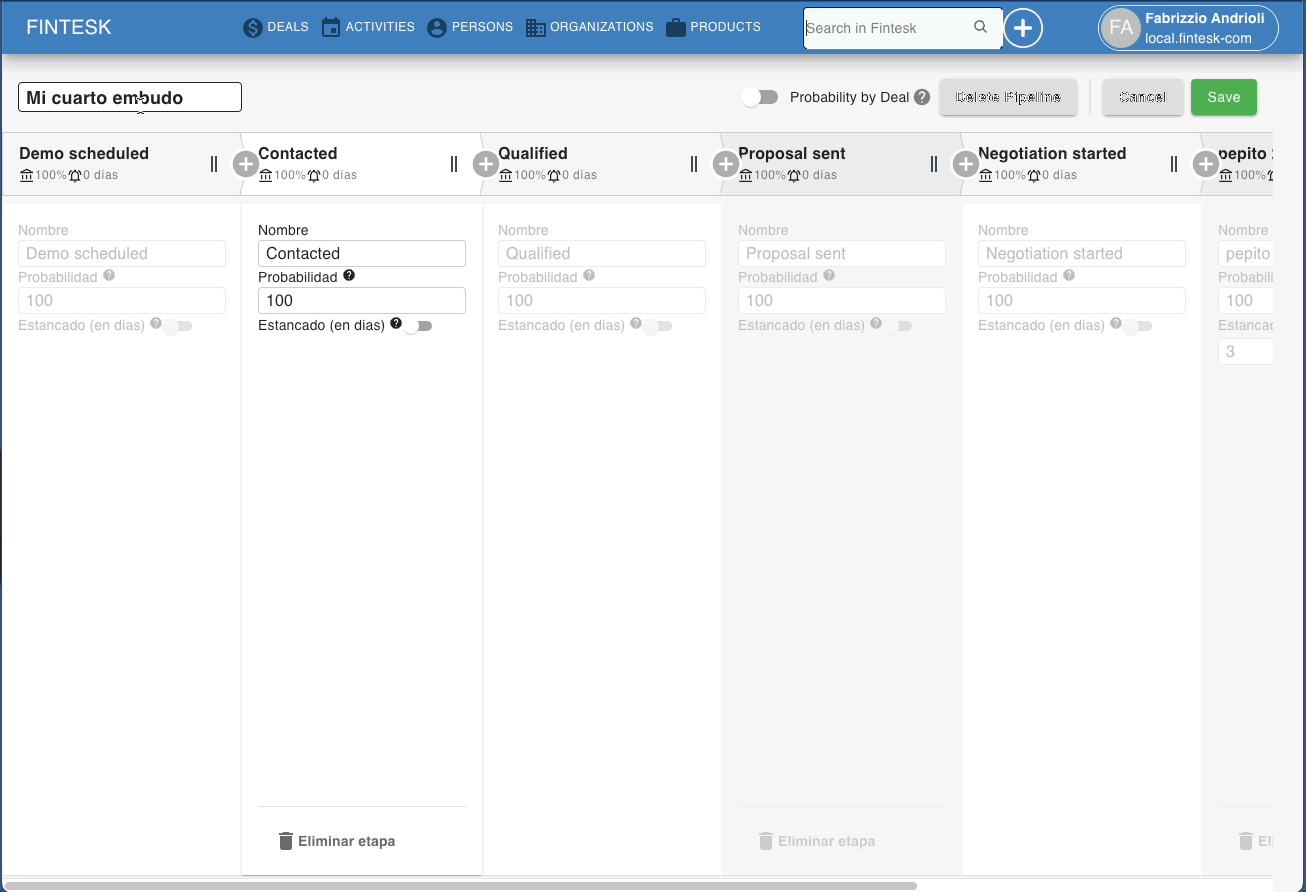 FINTESK
DEALS
ACTIVITIES
PERSONS
ORGANIZATIONS
PRODUCTS
Search in Fintesk
FA
Fabrizzio Andrioli
local.fintesk-com
Mi cuarto embudo
Probability by Deal
Delete Pipeline
Cancel
Save
Demo scheduled
100% 0 dias
Contacted
100% 0 dias
Qualified
100% 0 dias
Proposal sent
100% 0 dias
Negotiation started
100% 0 dias
pepito
100%
Nombre
Demo scheduled
Probabilidad
100
Estancado (en dias)
Nombre
Contacted
Probabilidad
100
Estancado (en dias)
Eliminar etapa
Nombre
Qualified
Probabilidad
100
Estancado (en dias)
Nombre
Proposal sent
Probabilidad
100
Estancado (en dias)
Eliminar etapa
Nombre
Negotiation started
Probabilidad
100
Estancado (en dias)
Nombre
pepito
Probabili
100
Estancad
3
Eli